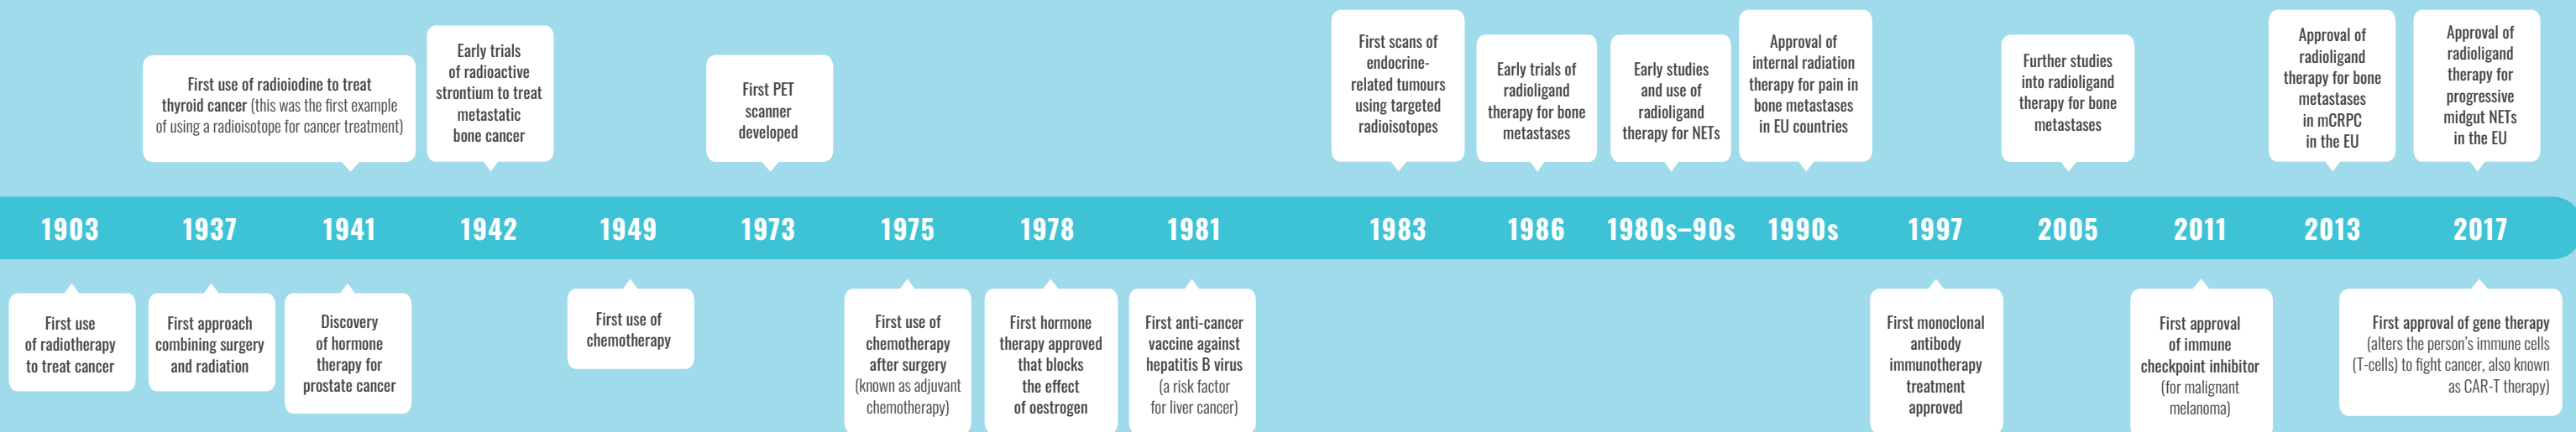 First use of radioiodine to treat
thyroid cancer (this was the first example
of using a radioisotope for cancer treatment)
Early trials
of radioactive
strontium to treat
metastatic
bone cancer
First PET
scanner
developed
First scans of
endocrine-
related tumours
using targeted
radioisotopes
Early trials of
radioligand
therapy for bone
metastases
Early studies
and use of
radioligand
therapy for NETs
Approval of
internal radiation
therapy for pain in
bone metastases
in EU countries
Further studies
into radioligand
therapy for bone
metastases
Approval of
radioligand
therapy for bone
metastases
in mCRPC
in the EU
Approval of
radioligand
therapy for
progressive
midgut NETs
in the EU
1903 1937 1941 1942 1949 1973 1975 1978 1981 1983 1986 1980s–90s 1990s 1997 2005 2011 2013 2017
First use
of radiotherapy
to treat cancer
First approach
combining surgery
and radiation
Discovery
of hormone
therapy for
prostate cancer
First use of
chemotherapy
First use of
chemotherapy
after surgery
(known as adjuvant
chemotherapy)
First hormone
therapy approved
that blocks
the effect
of oestrogen
First anti-cancer
vaccine against
hepatitis B virus
(a risk factor
for liver cancer)
First monoclonal
antibody
immunotherapy
treatment
approved
First approval
of immune
checkpoint inhibitor
(for malignant
melanoma)
First approval of gene therapy
(alters the person's immune cells
(T-cells) to fight cancer, also known
as CAR-T therapy)